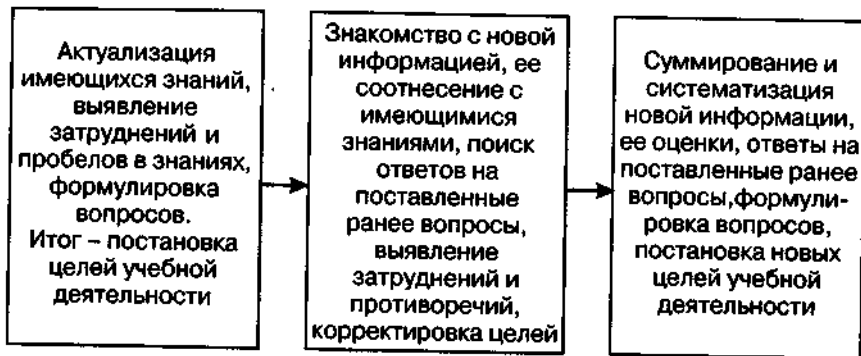 Актуализация
имеющихся знаний,
выявление
затруднений и
пробелов в знаниях,
формулировка
вопросов.
Итог – постановка
целей учебной
деятельности
Знакомство с новой
информацией, ее
соотнесение с
имеющимися
знаниями, поиск
ответов на
поставленные
ранее вопросы,
выявление
затруднений и
противоречий,
корректировка целей
Суммирование и
систематизация
новой информации,
ее оценки, ответы на
поставленные ранее
вопросы,формули-
ровка вопросов,
постановка новых
целей учебной
деятельности